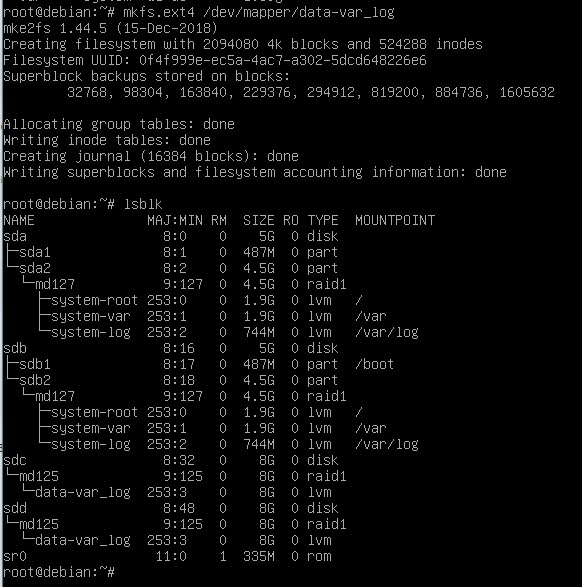 root@debian:~# mkfs.ext4 /dev/mapper/data-var_log
mke2fs 1.44.5 (15-Dec-2018)
Creating filesystem with 2094080 4k blocks and 524288 inodes
Filesystem UUID: 0f4f999e-ec5a-4ac7-a302-5dcd648226e6
Superblock backups stored on blocks:
        32768, 98304, 163840, 229376, 294912, 819200, 884736, 1605632

Allocating group tables: done
Writing inode tables: done
Creating journal (16384 blocks): done
Writing superblocks and filesystem accounting information: done

root@debian:~# lsblk
NAME                MAJ:MIN RM  SIZE RO TYPE  MOUNTPOINT
sda                   8:0    0    5G  0 disk
├─sda1                8:1    0  487M  0 part
└─sda2                8:2    0  4.5G  0 part
  └─md127             9:127  0  4.5G  0 raid1
    ├─system-root   253:0    0  1.9G  0 lvm   /
    ├─system-var    253:1    0  1.9G  0 lvm   /var
    └─system-log    253:2    0  744M  0 lvm   /var/log
sdb                   8:16   0    5G  0 disk
├─sdb1                8:17   0  487M  0 part  /boot
└─sdb2                8:18   0  4.5G  0 part
  └─md127             9:127  0  4.5G  0 raid1
    ├─system-root   253:0    0  1.9G  0 lvm   /
    ├─system-var    253:1    0  1.9G  0 lvm   /var
    └─system-log    253:2    0  744M  0 lvm   /var/log
sdc                   8:32   0    8G  0 disk
└─md125               9:125  0    8G  0 raid1
  └─data-var_log    253:3    0    8G  0 lvm
sdd                   8:48   0    8G  0 disk
└─md125               9:125  0    8G  0 raid1
  └─data-var_log    253:3    0    8G  0 lvm
sr0                  11:0    1  335M  0 rom
root@debian:~#